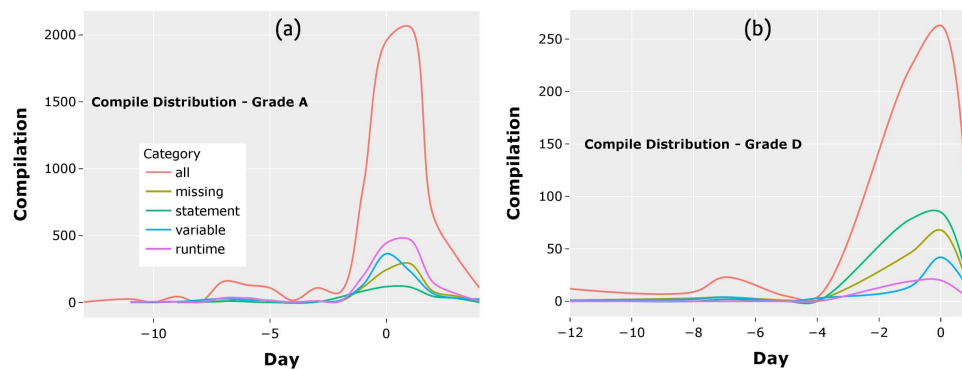 (a)
2000
1500
1000
500
0
Compilation
Compile Distribution - Grade A
Category
all
missing
statement
variable
runtime
−10
−5
0
Day
(b)
250
200
150
100
50
0
Compilation
Compile Distribution - Grade D
−12
−10
−8
−6
−4
−2
0
Day